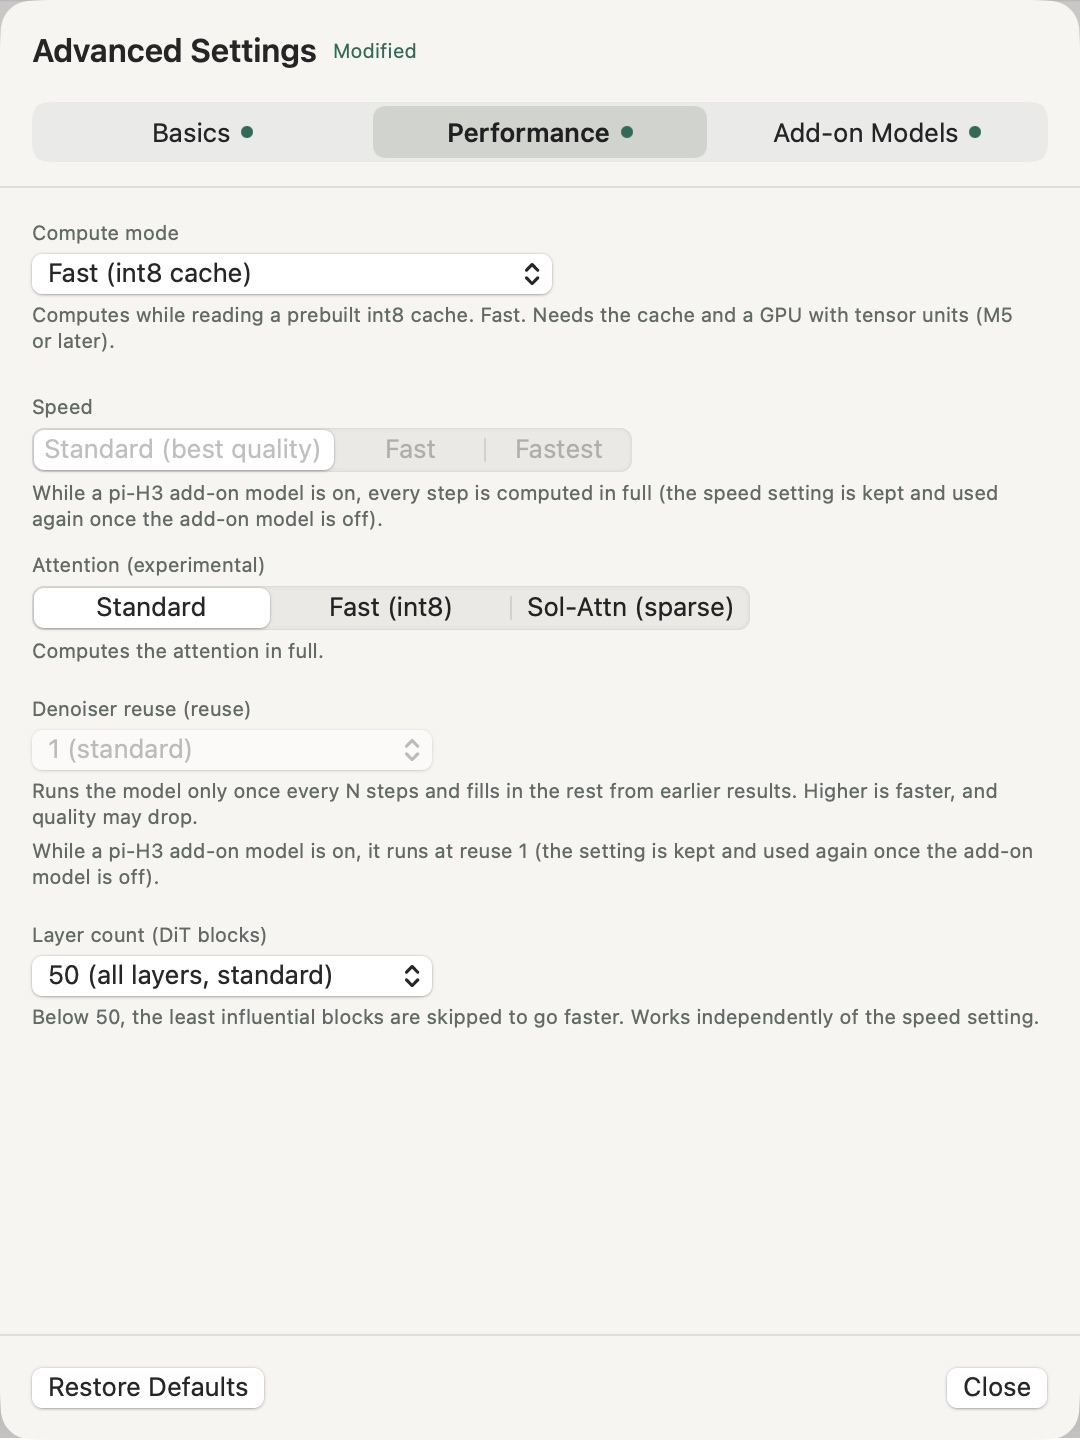 Advanced Settings Modified
Basics
Performance
Add-on Models
Compute mode
Fast (int8 cache)
Computes while reading a prebuilt int8 cache. Fast. Needs the cache and a GPU with tensor units (M5
or later).
Speed
Standard (best quality)
Fast
Fastest
While a pi-H3 add-on model is on, every step is computed in full (the speed setting is kept and used
again once the add-on model is off).
Attention (experimental)
Standard
Fast (int8)
Sol-Attn (sparse)
Computes the attention in full.
Denoiser reuse (reuse)
1 (standard)
Runs the model only once every N steps and fills in the rest from earlier results. Higher is faster, and
quality may drop.
While a pi-H3 add-on model is on, it runs at reuse 1 (the setting is kept and used again once the add-on
model is off).
Layer count (DiT blocks)
50 (all layers, standard)
Below 50, the least influential blocks are skipped to go faster. Works independently of the speed setting.
Restore Defaults
Close